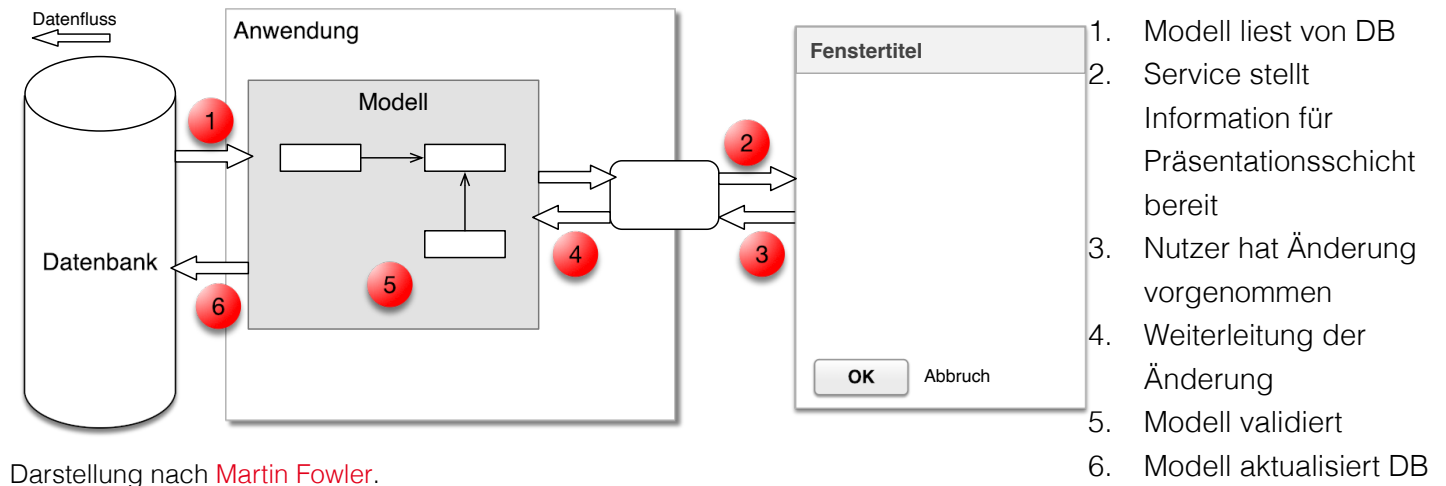 Datenfluss
Anwendung
Modell
Datenbank
1
2
3
4
5
6
Fenstertitel
OK
Abbruch
1. Modell liest von DB
2. Service stellt
Information für
Präsentationsschicht
bereit
3. Nutzer hat Änderung
vorgenommen
4. Weiterleitung der
Änderung
5. Modell validiert
6. Modell aktualisiert DB
Darstellung nach Martin Fowler.